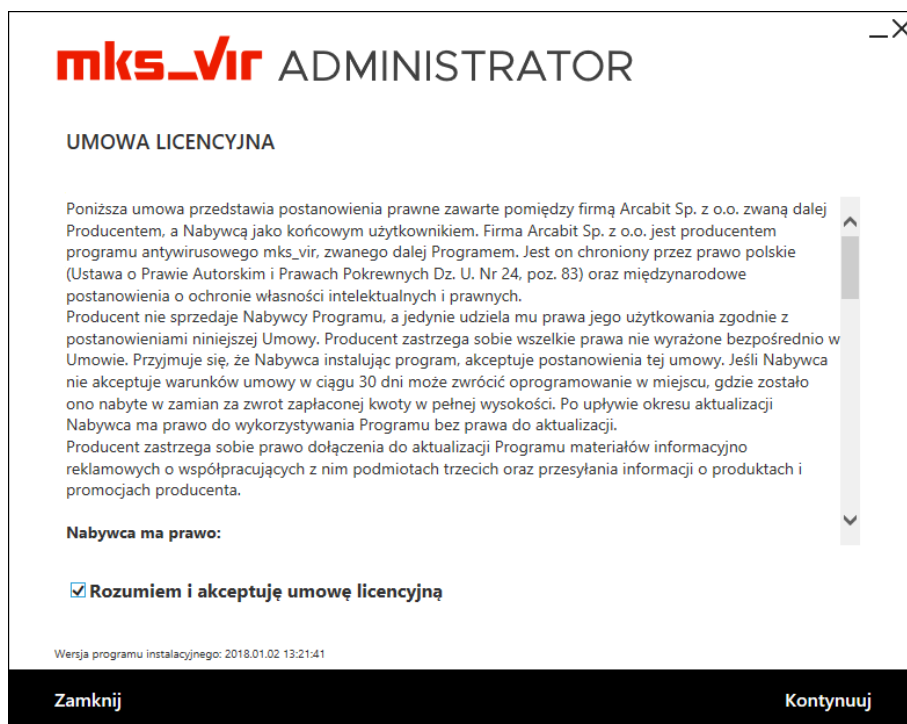 mks_vir ADMINISTRATOR
UMOWA LICENCYJNA
Poniższa umowa przedstawia postanowienia prawne zawarte pomiędzy firmą Arcabit Sp. z o.o. zwaną dalej
Producentem, a Nabywcą jako końcowym użytkownikiem. Firma Arcabit Sp. z o.o. jest producentem
programu antywirusowego mks_vir, zwanego dalej Programem. Jest on chroniony przez prawo polskie
(Ustawa o Prawie Autorskim i Prawach Pokrewnych Dz. U. Nr 24, poz. 83) oraz międzynarodowe
postanowienia o ochronie własności intelektualnych i prawnych.
Producent nie sprzedaje Nabywcy Programu, a jedynie udziela mu prawa jego użytkowania zgodnie z
postanowieniami niniejszej Umowy. Producent zastrzega sobie wszelkie prawa nie wyrażone bezpośrednio w
Umowie. Przyjmuje się, że Nabywca instalując program, akceptuje postanowienia tej umowy. Jeśli Nabywca
nie akceptuje warunków umowy w ciągu 30 dni może zwrócić oprogramowanie w miejscu, gdzie zostało
ono nabyte w zamian za zwrot zapłaconej kwoty w pełnej wysokości. Po upływie okresu aktualizacji
Nabywca ma prawo do wykorzystywania Programu bez prawa do aktualizacji.
Producent zastrzega sobie prawo dołączenia do aktualizacji Programu materiałów informacyjno
reklamowych o współpracujących z nim podmiotach trzecich oraz przesyłania informacji o produktach i
promocjach producenta.
Nabywca ma prawo:
Rozumiem i akceptuję umowę licencyjną
Wersja programu instalacyjnego: 2018.01.02 13:21:41
Zamknij
Kontynuuj